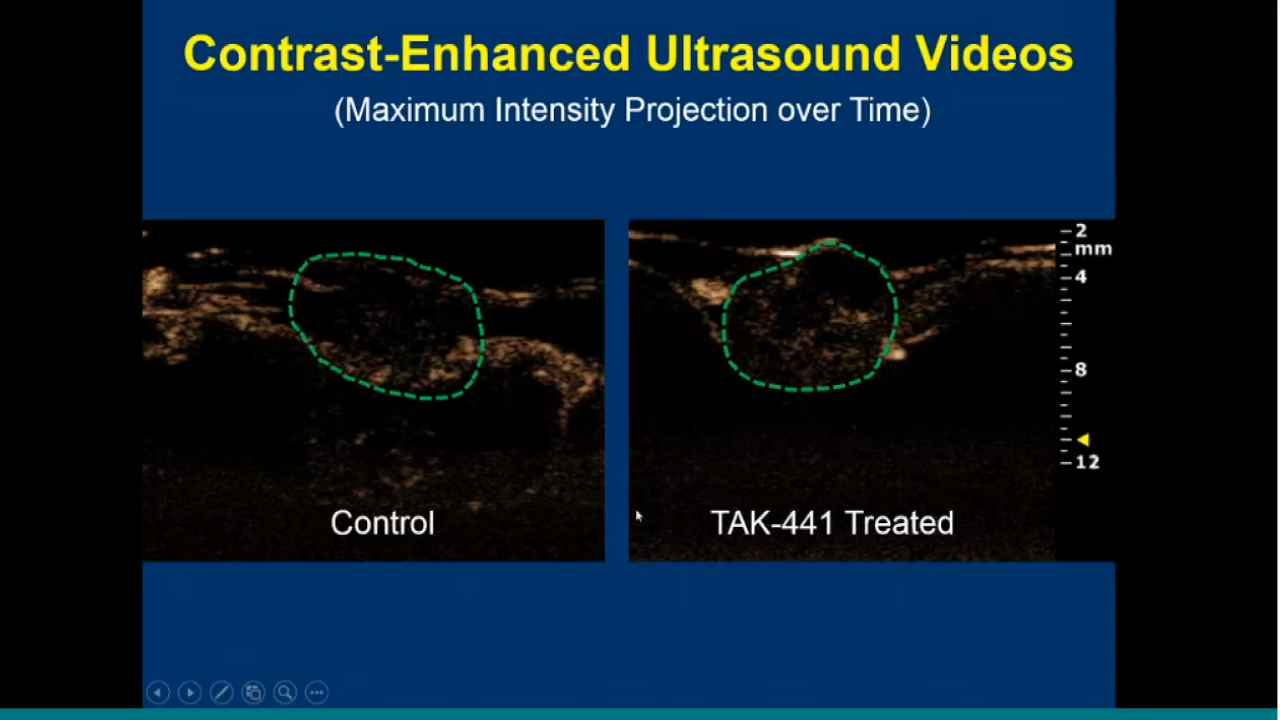 Contrast-Enhanced Ultrasound Videos
(Maximum Intensity Projection over Time)
2
mm
4
8
12
Control
TAK-441 Treated